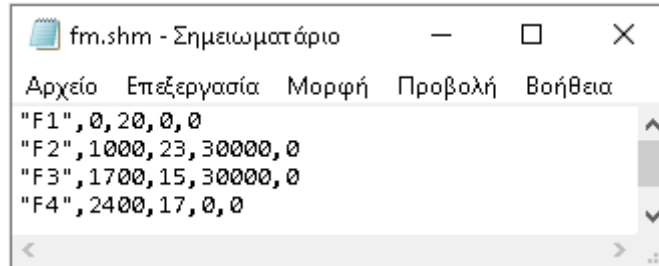 fm.shm - Σημειωματάριο
Αρχείο Επεξεργασία Μορφή Προβολή Βοήθεια
"F1",0,20,0,0
"F2",1000,23,30000,0
"F3",1700,15,30000,0
"F4",2400,17,0,0